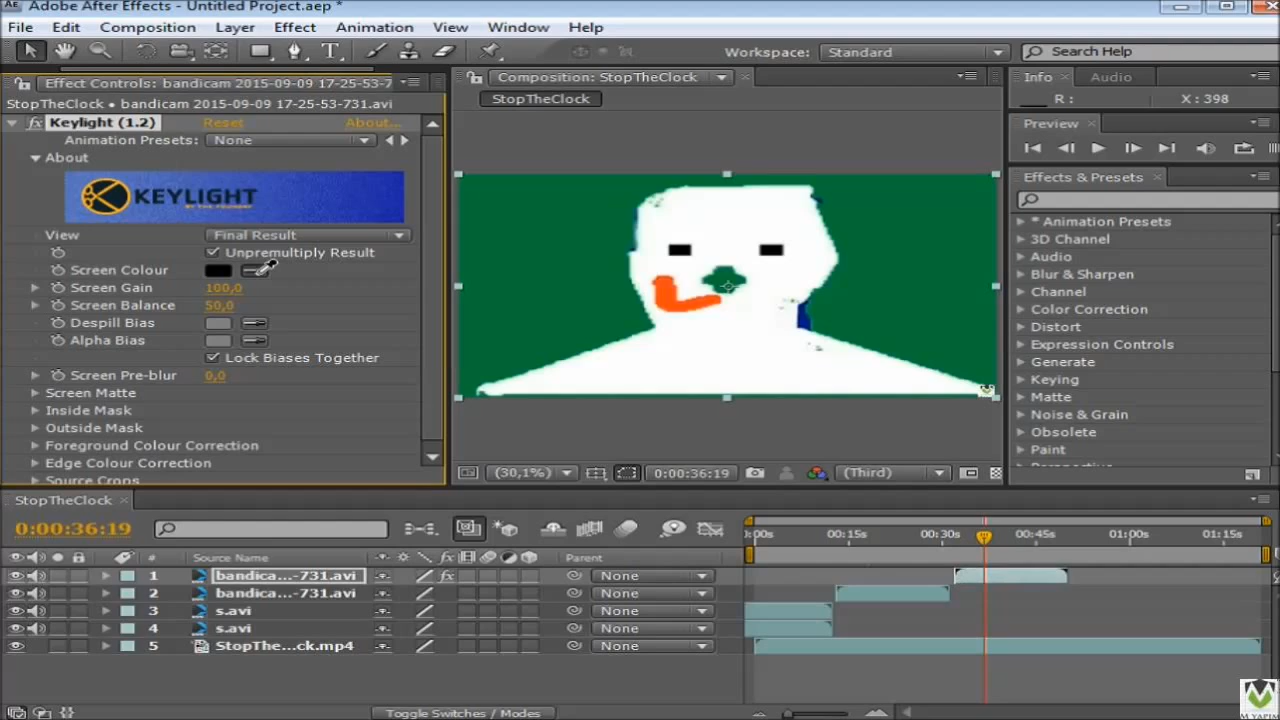 Adobe After Effects - Untitled Project.aep *
File Edit Composition Layer Effect Animation View Window Help
Workspace: Standard Search Help
Effect Controls: bandicam 2015-09-09 17-25-53-7
StopTheClock • bandicam 2015-09-09 17-25-53-731.avi
fx Keylight (1.2) Reset About...
Animation Presets: None
About
KEYLIGHT
View Final Result
Unpremultiply Result
Screen Colour
Screen Gain 100,0
Screen Balance 50,0
Despill Bias
Alpha Bias
Lock Biases Together
Screen Pre-blur 0,0
Screen Matte
Inside Mask
Outside Mask
Foreground Colour Correction
Edge Colour Correction
Source Crops
Composition: StopTheClock
StopTheClock
(30,1%) 0:00:36:19 (Third)
Info Audio
R: X: 398
Preview
Effects & Presets
* Animation Presets
3D Channel
Audio
Blur & Sharpen
Channel
Color Correction
Distort
Expression Controls
Generate
Keying
Matte
Noise & Grain
Obsolete
Paint
StopTheClock
0:00:36:19
:00s 00:15s 00:30s 00:45s 01:00s 01:15s
# Source Name fx Parent
1 bandica...-731.avi fx None
2 bandica...-731.avi None
3 s.avi None
4 s.avi None
5 StopThe...ck.mp4 None
Toggle Switches / Modes
M YAPIM